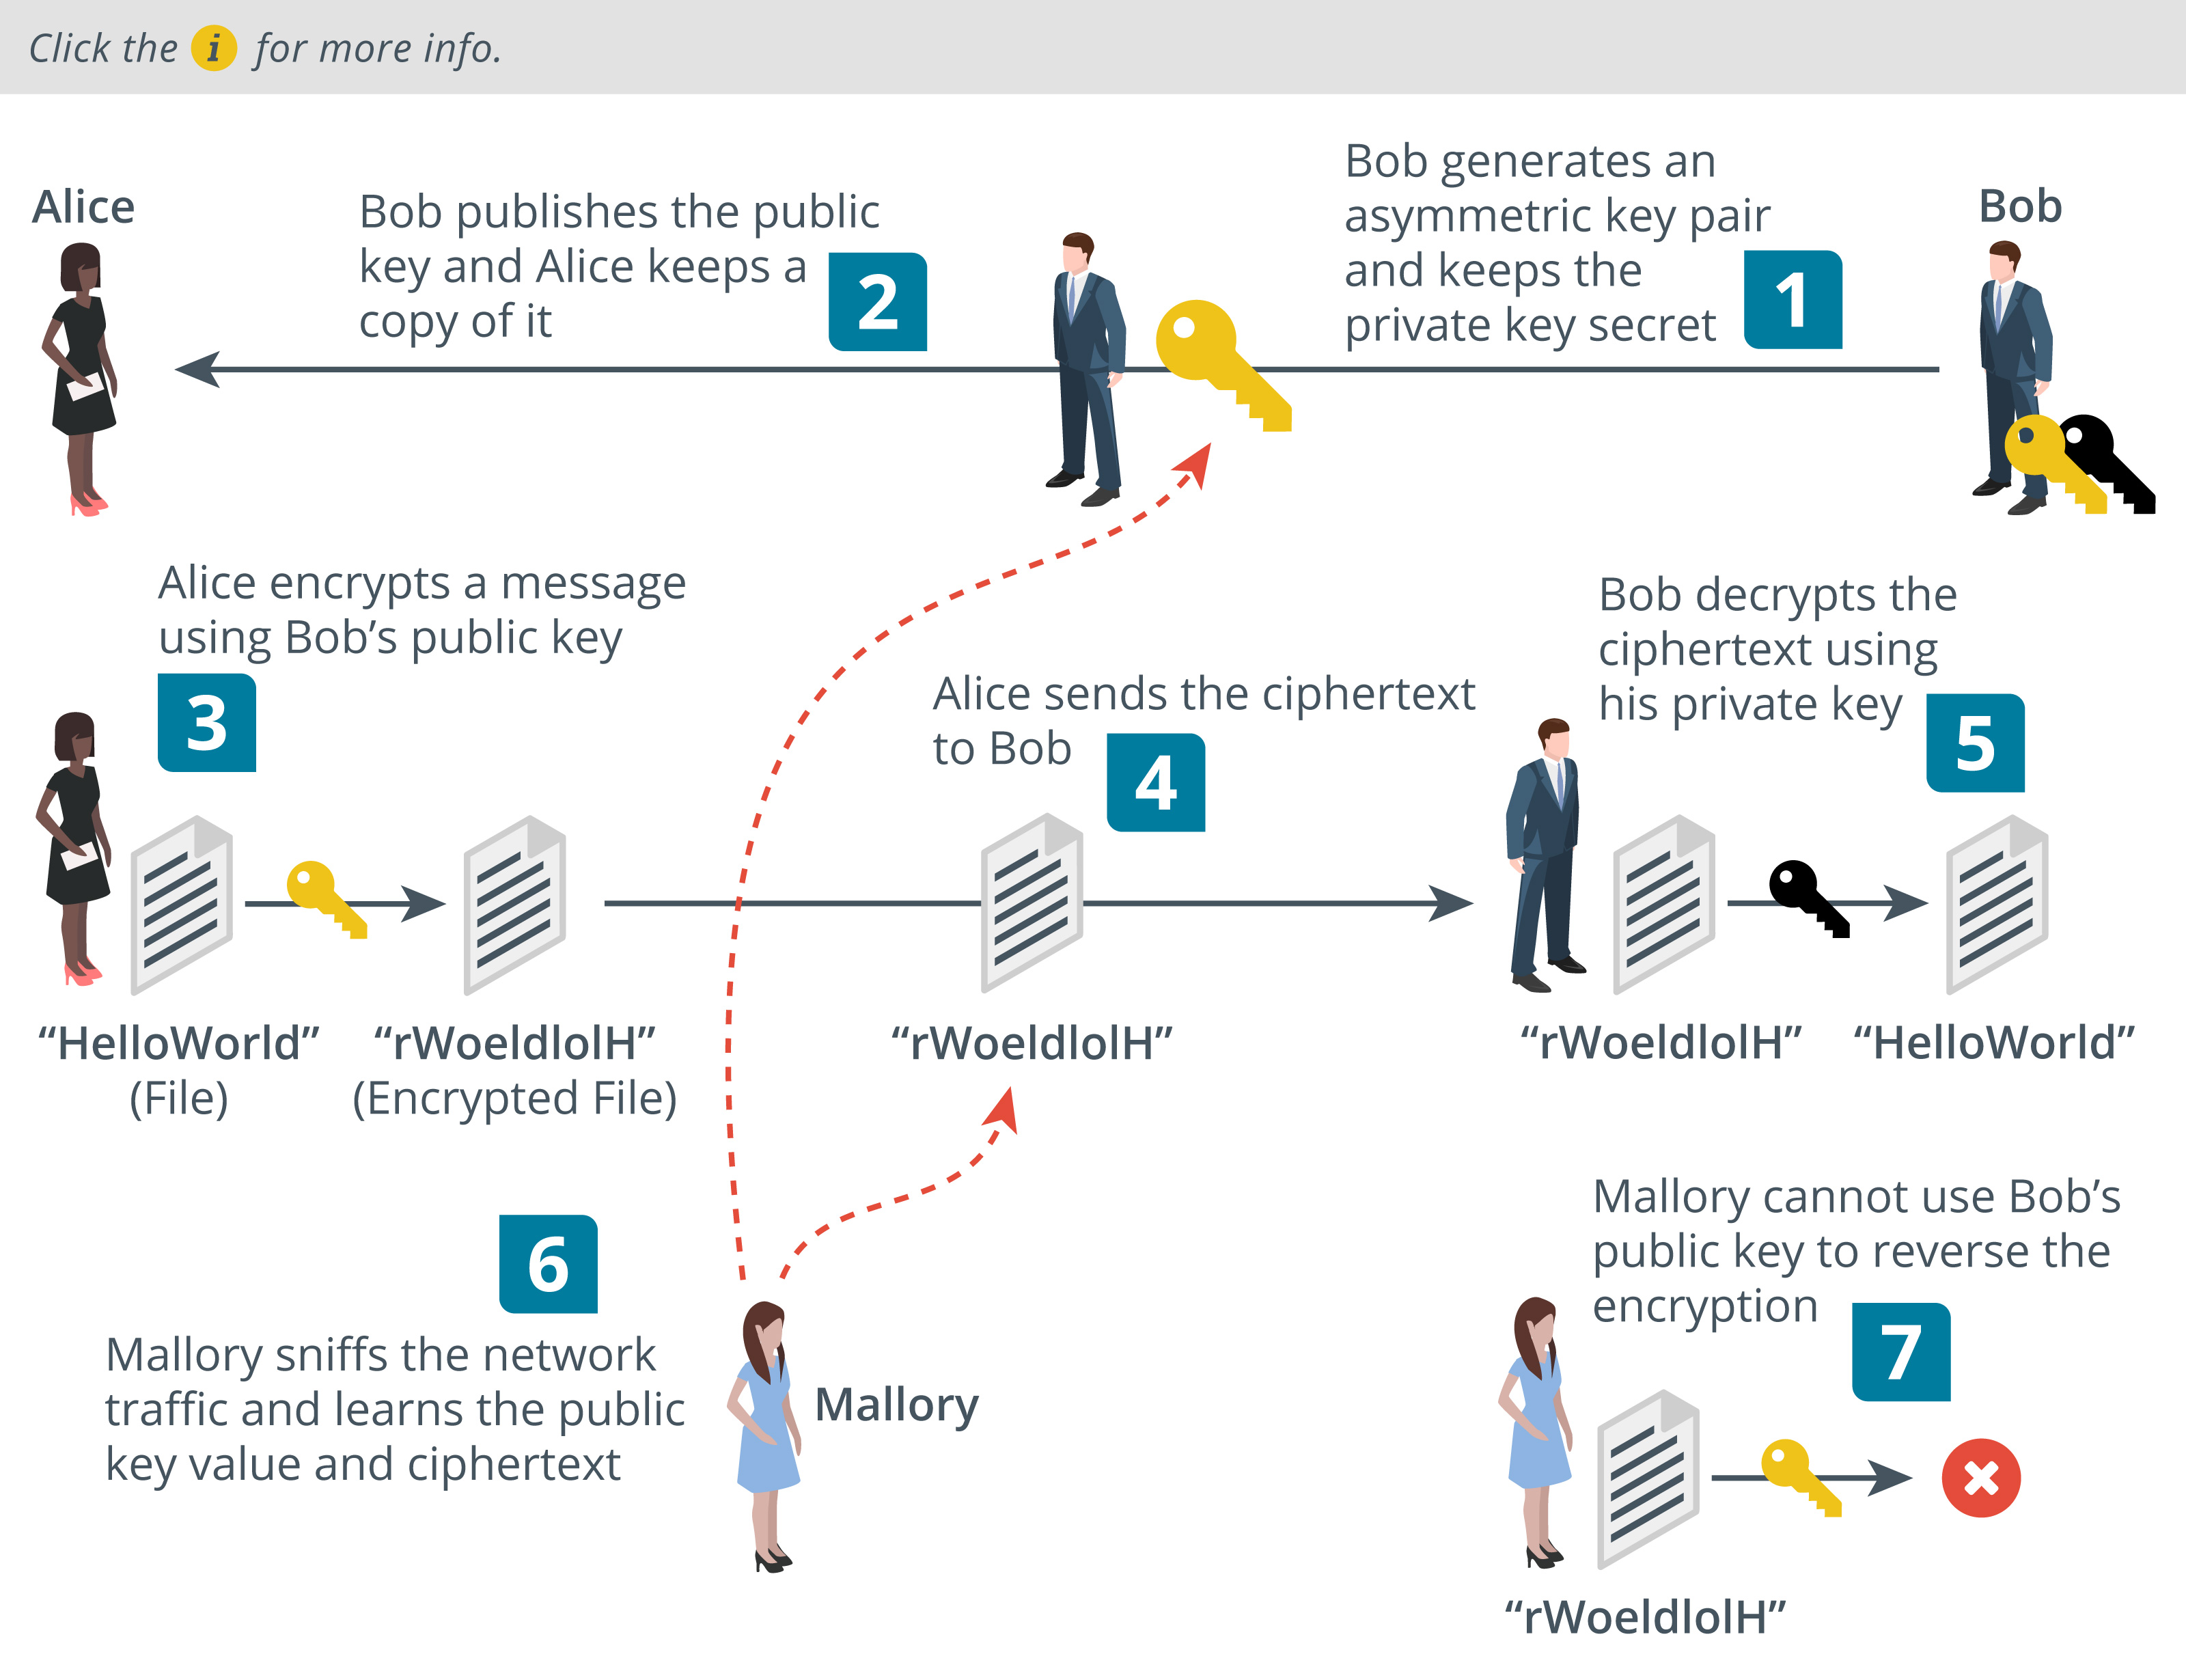 Click the i for more info.
Alice
Bob publishes the public
key and Alice keeps a
copy of it
2
Bob generates an
asymmetric key pair
and keeps the
private key secret
1
Bob
Alice encrypts a message
using Bob’s public key
3
Alice sends the ciphertext
to Bob
4
Bob decrypts the
ciphertext using
his private key
5
“HelloWorld”
(File)
“rWoeldlolH”
(Encrypted File)
“rWoeldlolH”
“rWoeldlolH”
“HelloWorld”
6
Mallory sniffs the network
traffic and learns the public
key value and ciphertext
Mallory
Mallory cannot use Bob’s
public key to reverse the
encryption
7
“rWoeldlolH”